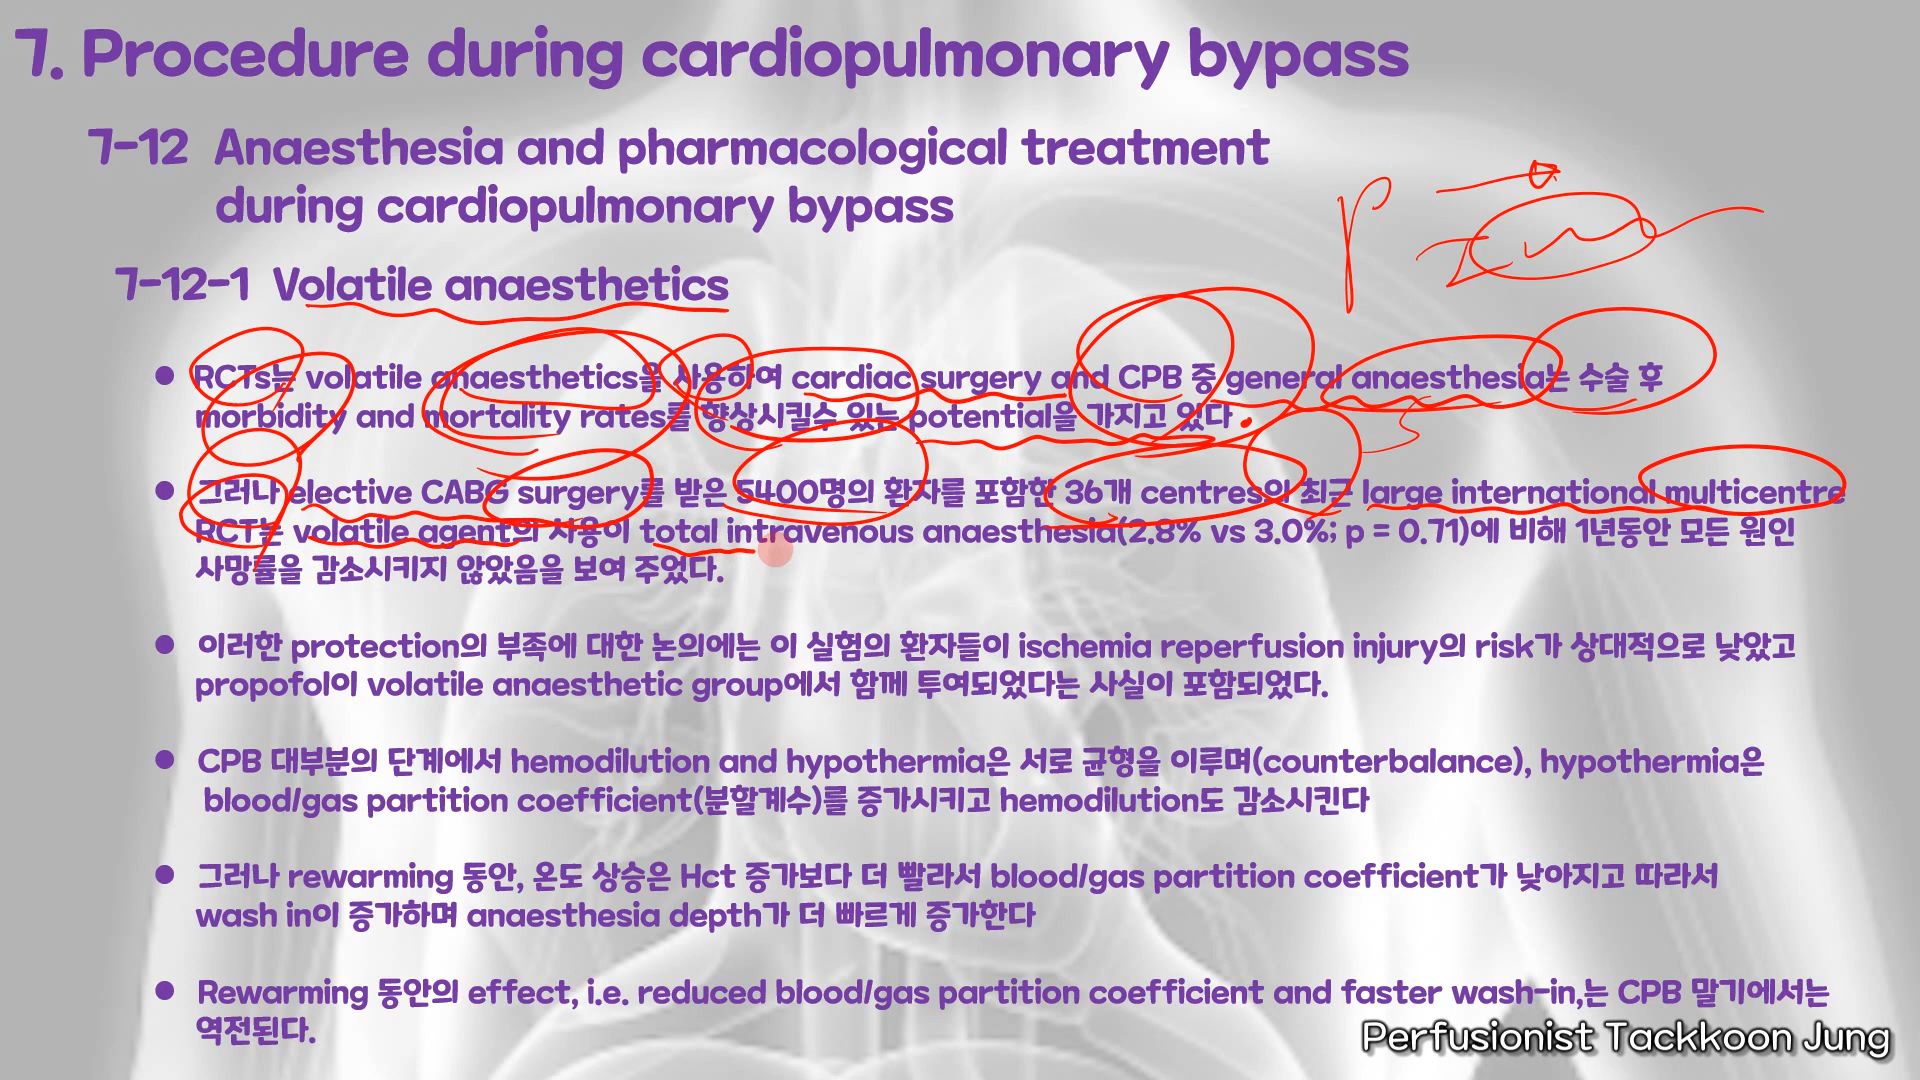 7. Procedure during cardiopulmonary bypass
7-12 Anaesthesia and pharmacological treatment
during cardiopulmonary bypass
7-12-1 Volatile anaesthetics
● RCTs는 volatile anaesthetics을 사용하여 cardiac surgery and CPB 중 general anaesthesia는 수술 후
morbidity and mortality rates를 향상시킬수 있는 potential을 가지고 있다.
● 그러나 elective CABG surgery를 받은 5400명의 환자를 포함한 36개 centres의 최근 large international multicentre
RCT는 volatile agent의 사용이 total intravenous anaesthesia(2.8% vs 3.0%; p = 0.71)에 비해 1년동안 모든 원인
사망률을 감소시키지 않았음을 보여 주었다.
● 이러한 protection의 부족에 대한 논의에는 이 실험의 환자들이 ischemia reperfusion injury의 risk가 상대적으로 낮았고
propofol이 volatile anaesthetic group에서 함께 투여되었다는 사실이 포함되었다.
● CPB 대부분의 단계에서 hemodilution and hypothermia은 서로 균형을 이루며(counterbalance), hypothermia은
blood/gas partition coefficient(분할계수)를 증가시키고 hemodilution도 감소시킨다
● 그러나 rewarming 동안, 온도 상승은 Hct 증가보다 더 빨라서 blood/gas partition coefficient가 낮아지고 따라서
wash in이 증가하며 anaesthesia depth가 더 빠르게 증가한다
● Rewarming 동안의 effect, i.e. reduced blood/gas partition coefficient and faster wash-in,는 CPB 말기에서는
역전된다.
Perfusionist Tackkoon Jung